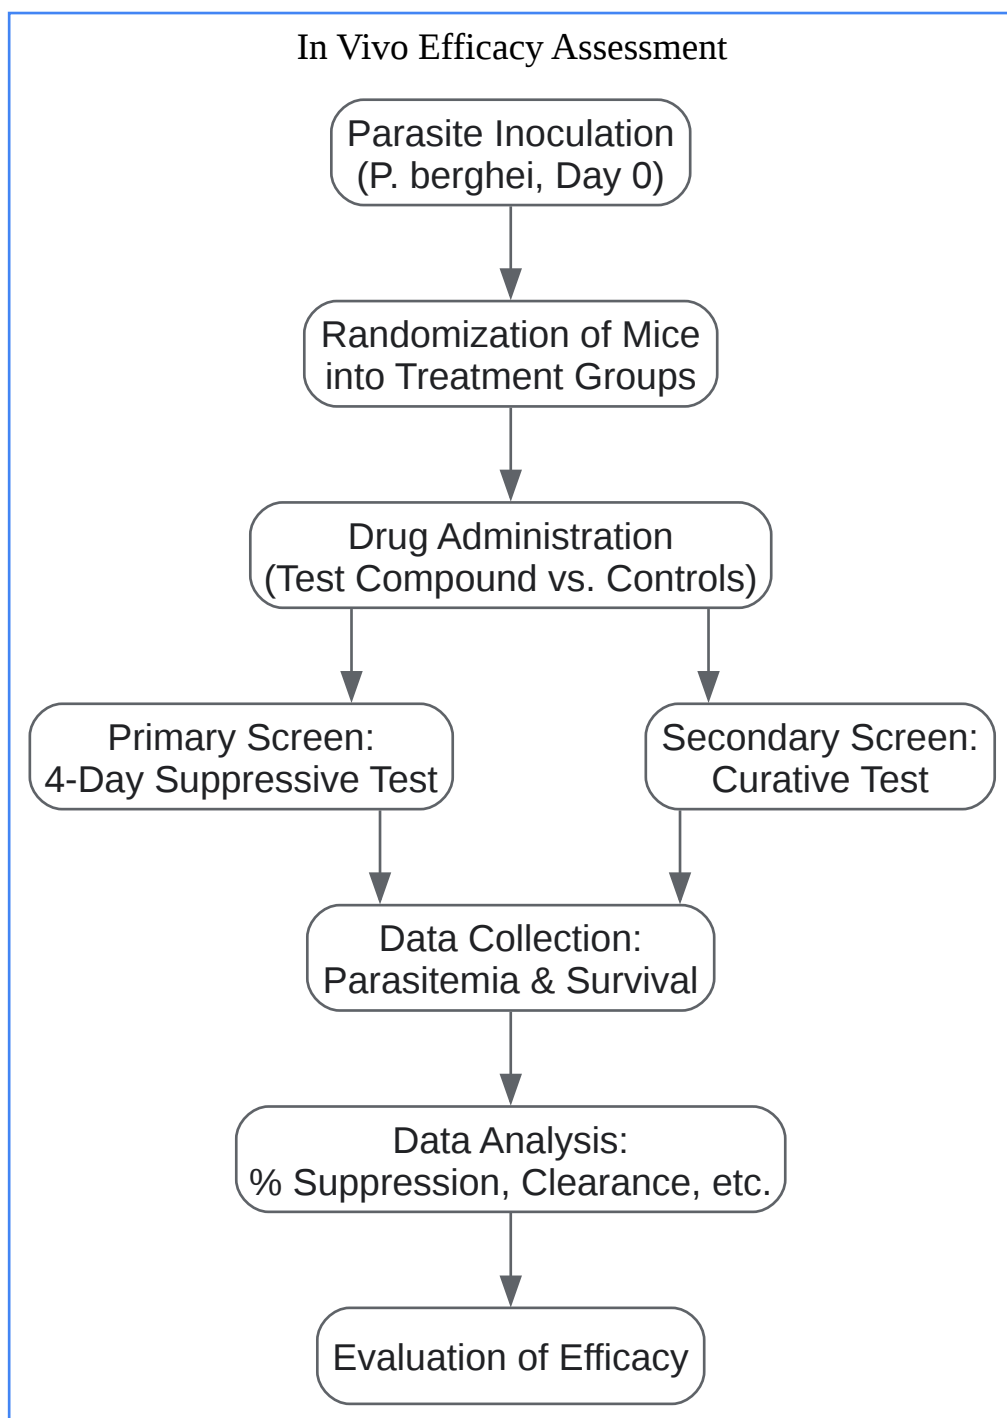 In Vivo Efficacy Assessment
Parasite Inoculation
(P. berghei, Day 0)
Randomization of Mice
into Treatment Groups
Drug Administration
(Test Compound vs. Controls)
Primary Screen:
4-Day Suppressive Test
Secondary Screen:
Curative Test
Data Collection:
Parasitemia & Survival
Data Analysis:
% Suppression, Clearance, etc.
Evaluation of Efficacy